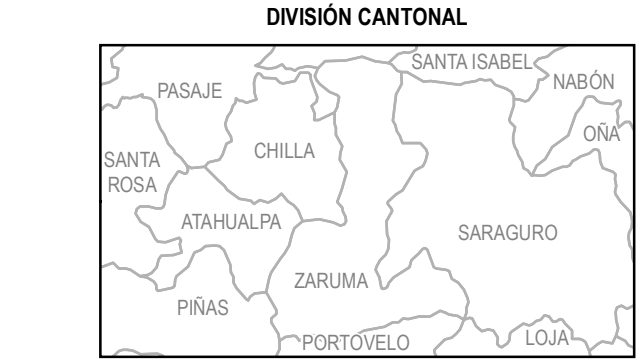 DIVISIÓN CANTONAL
SANTA ISABEL
NABÓN
PASAJE
OÑA
CHILLA
SANTA
ROSA
ATAHUALPA
SARAGURO
ZARUMA
PIÑAS
PORTOVELO
LOJA